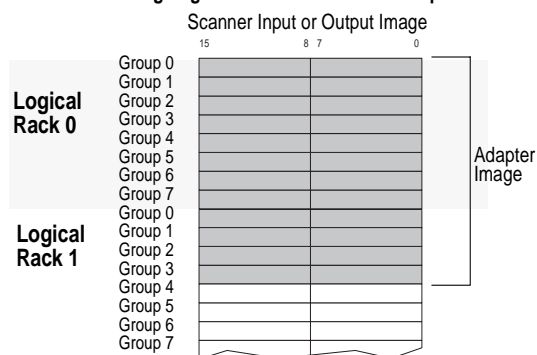 Scanner Input or Output Image
15 8 7 0
Logical
Rack 0
Group 0
Group 1
Group 2
Group 3
Group 4
Group 5
Group 6
Group 7
Logical
Rack 1
Group 0
Group 1
Group 2
Group 3
Group 4
Group 5
Group 6
Group 7
Adapter
Image